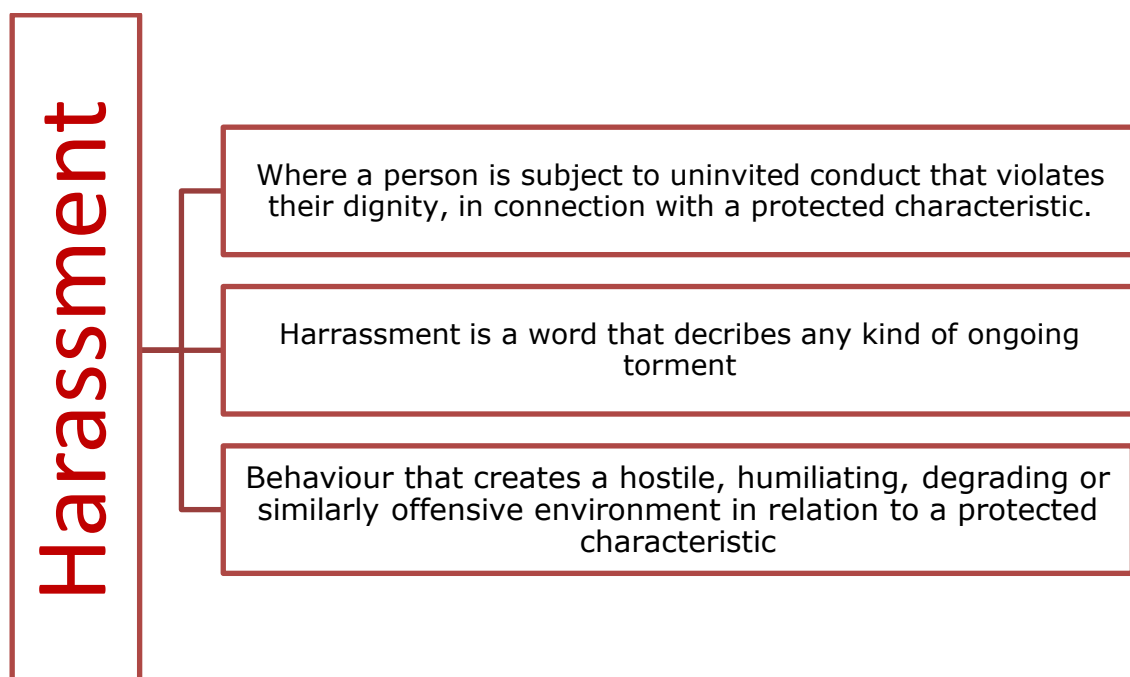 Harassment
Where a person is subject to uninvited conduct that violates
their dignity, in connection with a protected characteristic.
Harrassment is a word that decribes any kind of ongoing
torment
Behaviour that creates a hostile, humiliating, degrading or
similarly offensive environment in relation to a protected
characteristic